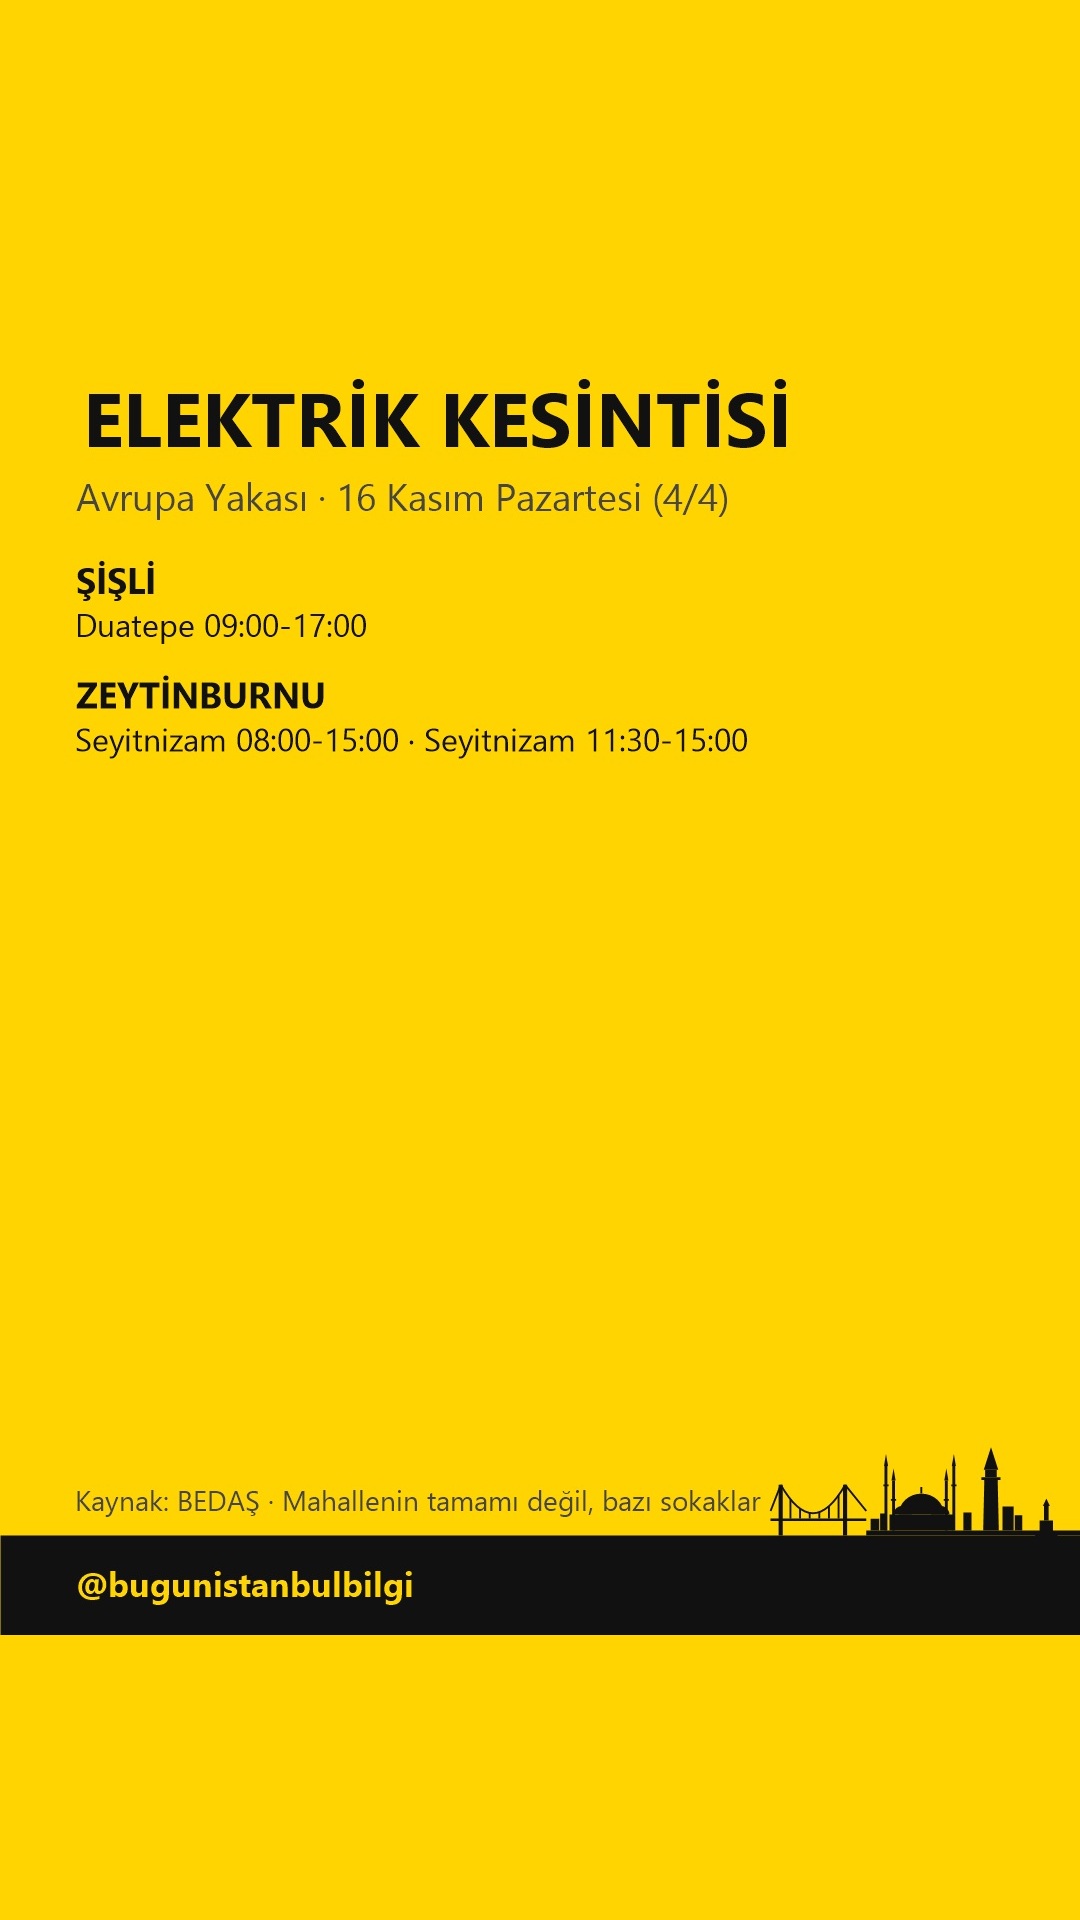 ELEKTRİK KESİNTİSİ
Avrupa Yakası · 16 Kasım Pazartesi (4/4)
ŞİŞLİ
Duatepe 09:00-17:00
ZEYTİNBURNU
Seyitnizam 08:00-15:00 · Seyitnizam 11:30-15:00
Kaynak: BEDAŞ · Mahallenin tamamı değil, bazı sokaklar
@bugunistanbulbilgi